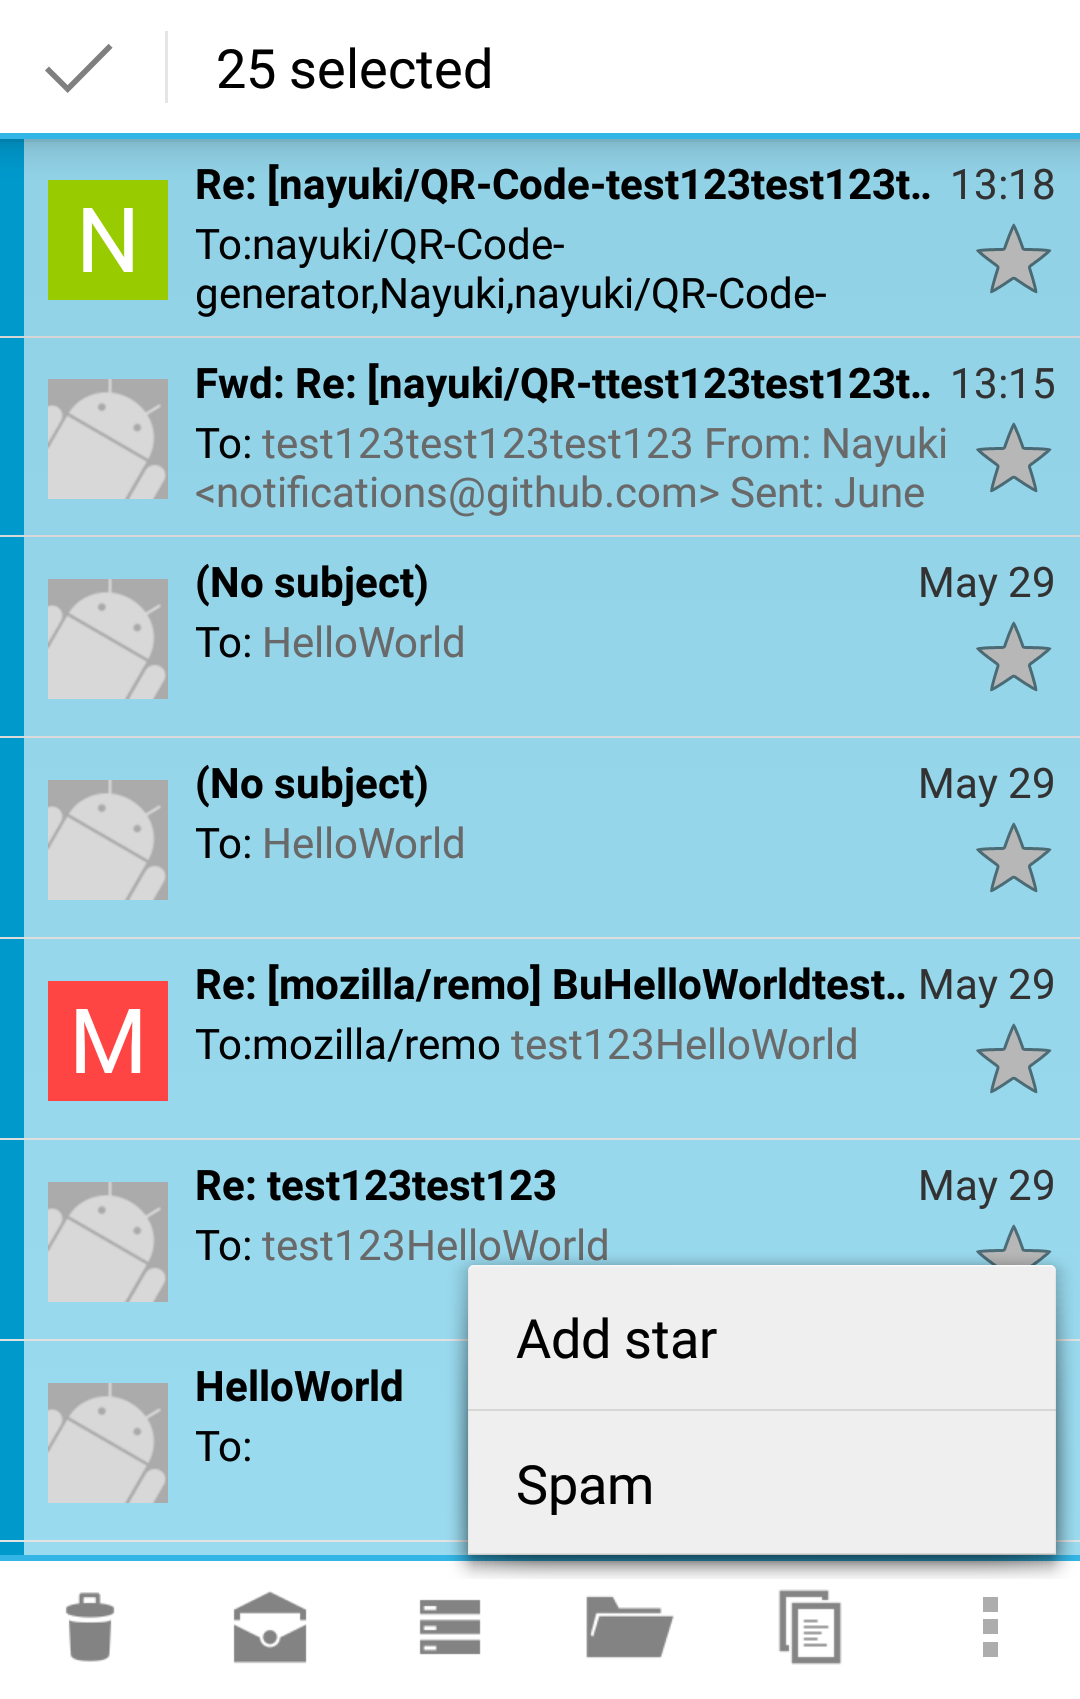 25 selected
N
Re: [nayuki/QR-Code-test123test123t.. 13:18
To:nayuki/QR-Code-
generator,Nayuki,nayuki/QR-Code-
Fwd: Re: [nayuki/QR-ttest123test123t.. 13:15
To: test123test123test123 From: Nayuki
<notifications@github.com> Sent: June
(No subject) May 29
To: HelloWorld
(No subject) May 29
To: HelloWorld
M
Re: [mozilla/remo] BuHelloWorldtest.. May 29
To:mozilla/remo test123HelloWorld
Re: test123test123 May 29
To: test123HelloWorld
HelloWorld
To:
Add star
Spam